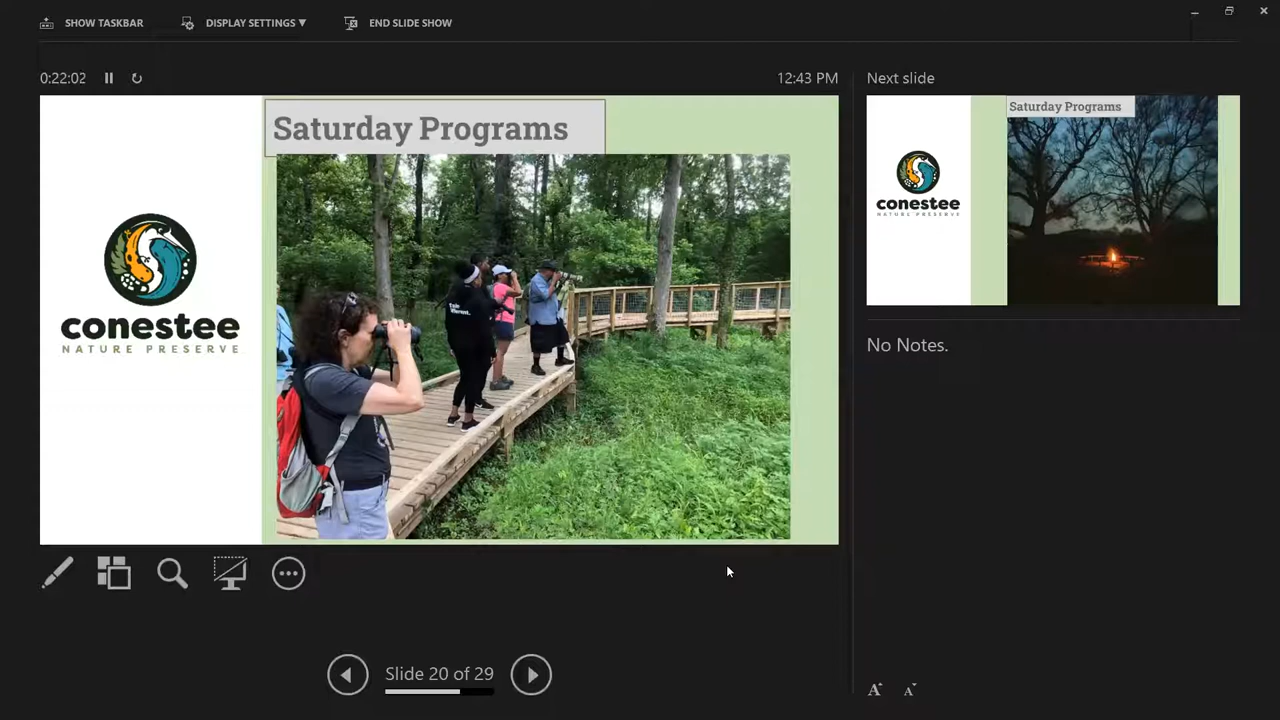 SHOW TASKBAR
DISPLAY SETTINGS ▼
END SLIDE SHOW
0:22:02
12:43 PM
Next slide
Saturday Programs
conestee
NATURE PRESERVE
Saturday Programs
conestee
NATURE PRESERVE
No Notes.
Slide 20 of 29
A
A